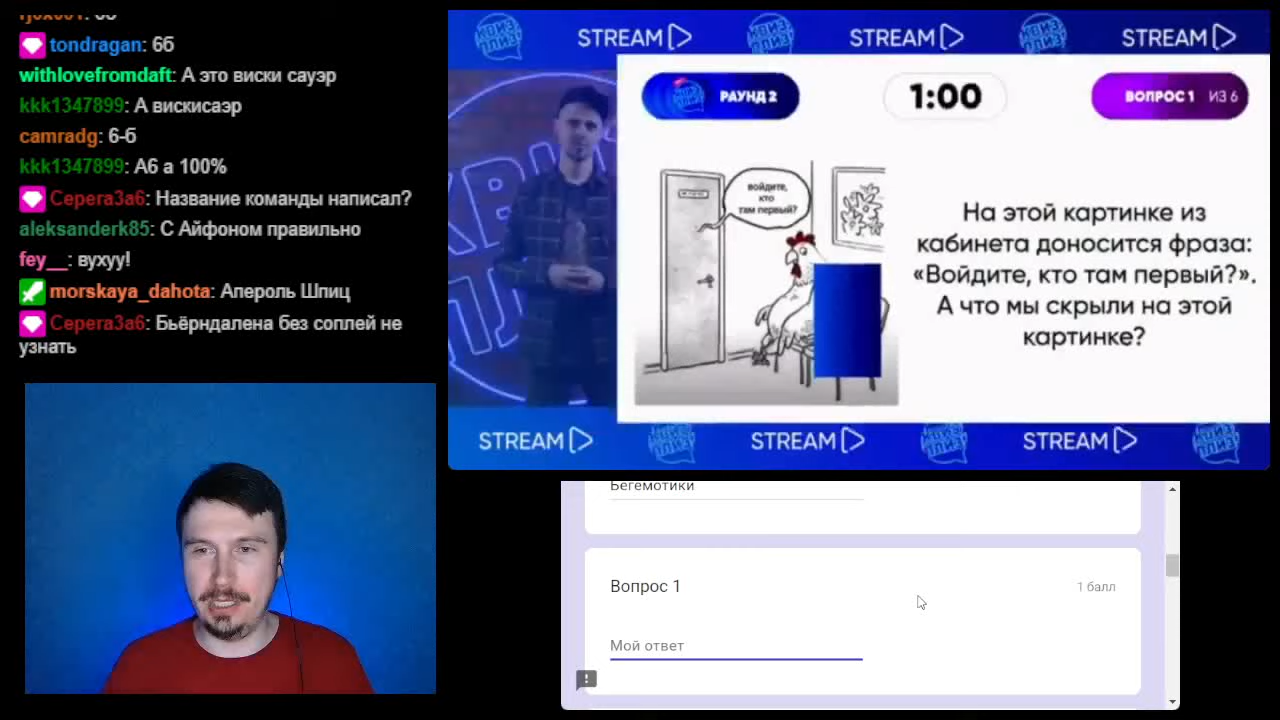 tondragan: 6б
withlovefromdaft: А это виски сауэр
kkk1347899: А вискисаэр
camradg: 6-б
kkk1347899: А6 а 100%
Cepera3a6: Название команды написал?
aleksanderk85: С Айфоном правильно
fey__: вухуу!
morskaya_dahota: Апероль Шпиц
Cepera3a6: Бьёрндалена без соплей не
узнать
STREAM
STREAM
STREAM
РАУНД 2
1:00
ВОПРОС 1 ИЗ 6
войдите,
кто
там первый?
На этой картинке из
кабинета доносится фраза:
«Войдите, кто там первый?».
А что мы скрыли на этой
картинке?
STREAM
STREAM
STREAM
Бегемотики
Вопрос 1
1 балл
Мой ответ